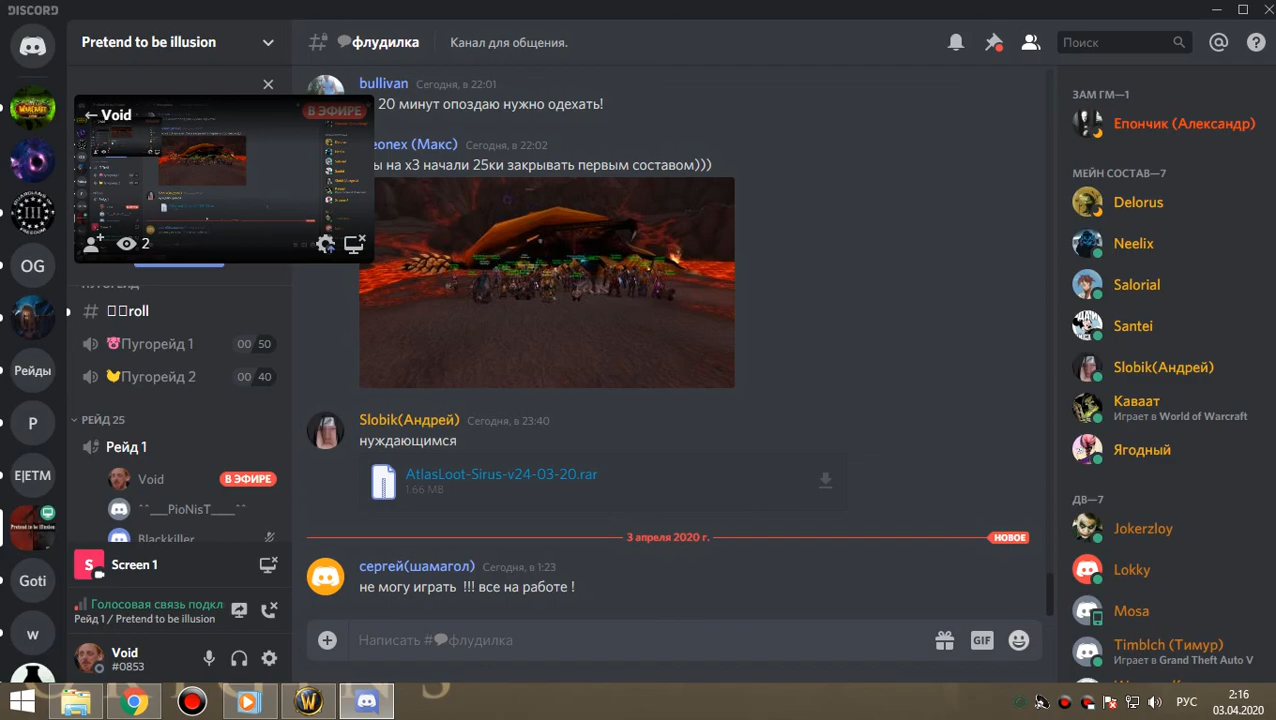 DISCORD
Pretend to be illusion
флудилка
Канал для общения.
Поиск
← Void
В ЭФИРЕ
2
roll
Пугорейд 1
00 50
Пугорейд 2
00 40
РЕЙД 25
Рейд 1
Void
В ЭФИРЕ
^^___PioNisT____^^
Blackkiller
S
Screen 1
Голосовая связь подкл
Рейд 1 / Pretend to be illusion
Void
#0853
OG
Рейды
P
E|ETM
Pretend to be illusion
Goti
w
bullivan Сегодня, в 22:01
20 минут опоздаю нужно одехать!
eonex (Макс) Сегодня, в 22:02
ы на х3 начали 25ки закрывать первым составом)))
Slobik(Андрей) Сегодня, в 23:40
нуждающимся
AtlasLoot-Sirus-v24-03-20.rar
1.66 MB
3 апреля 2020 г.
НОВОЕ
сергей(шамагол) Сегодня, в 1:23
не могу играть !!! все на работе !
Написать #флудилка
GIF
ЗАМ ГМ—1
Епончик (Александр)
МЕЙН СОСТАВ—7
Delorus
Neelix
Salorial
Santei
Slobik(Андрей)
Каваат
Играет в World of Warcraft
Ягодный
ДВ—7
Jokerzloy
Lokky
Mosa
Timblch (Тимур)
Играет в Grand Theft Auto V
РУС
2:16
03.04.2020